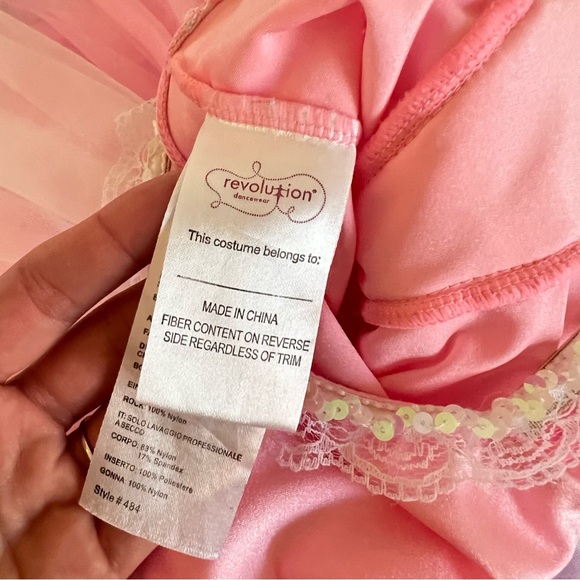 revolution®
dancewear
This costume belongs to:
MADE IN CHINA
FIBER CONTENT ON REVERSE
SIDE REGARDLESS OF TRIM
ROCK: 100% Nylon
IT: SOLO LAVAGGIO PROFESSIONALE
A SECCO
CORPO: 83% Nylon
17% Spandex
INSERTO: 100% Poliestere
GONNA: 100% Nylon
Style # 484